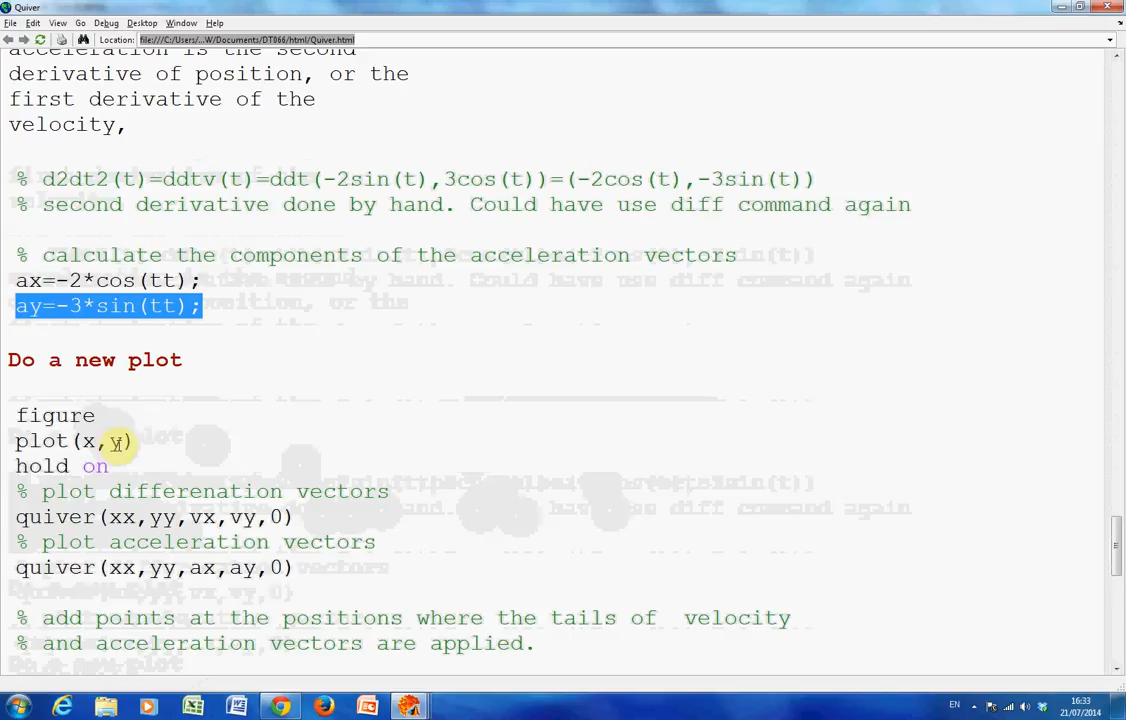 Quiver
File Edit View Go Debug Desktop Window Help
Location: file:///C:/Users/...W/Documents/DT066/html/Quiver.html
acceleration is the second
derivative of position, or the
first derivative of the
velocity,
% d2dt2(t)=ddtv(t)=ddt(-2sin(t),3cos(t))=(-2cos(t),-3sin(t))
% second derivative done by hand. Could have use diff command again
% calculate the components of the acceleration vectors
ax=-2*cos(tt);
ay=-3*sin(tt);
Do a new plot
figure
plot(x,y)
hold on
% plot differenation vectors
quiver(xx,yy,vx,vy,0)
% plot acceleration vectors
quiver(xx,yy,ax,ay,0)
% add points at the positions where the tails of  velocity
% and acceleration vectors are applied.
EN
16:33
21/07/2014